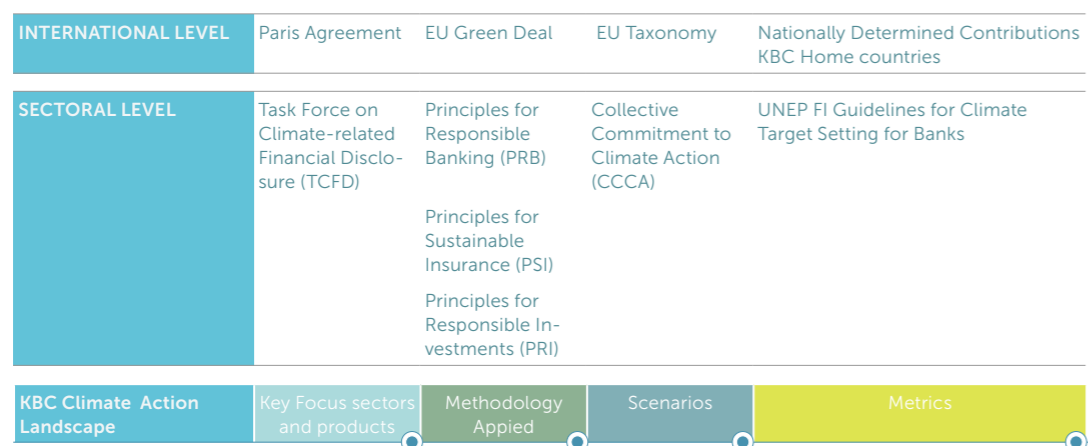 INTERNATIONAL LEVEL
Paris Agreement
EU Green Deal
EU Taxonomy
Nationally Determined Contributions
KBC Home countries
SECTORAL LEVEL
Task Force on
Climate-related
Financial Disclo-
sure (TCFD)
Principles for
Responsible
Banking (PRB)
Principles for
Sustainable
Insurance (PSI)
Principles for
Responsible In-
vestments (PRI)
Collective
Commitment to
Climate Action
(CCCA)
UNEP FI Guidelines for Climate
Target Setting for Banks
KBC Climate Action
Landscape
Key Focus sectors
and products
Methodology
Appied
Scenarios
Metrics